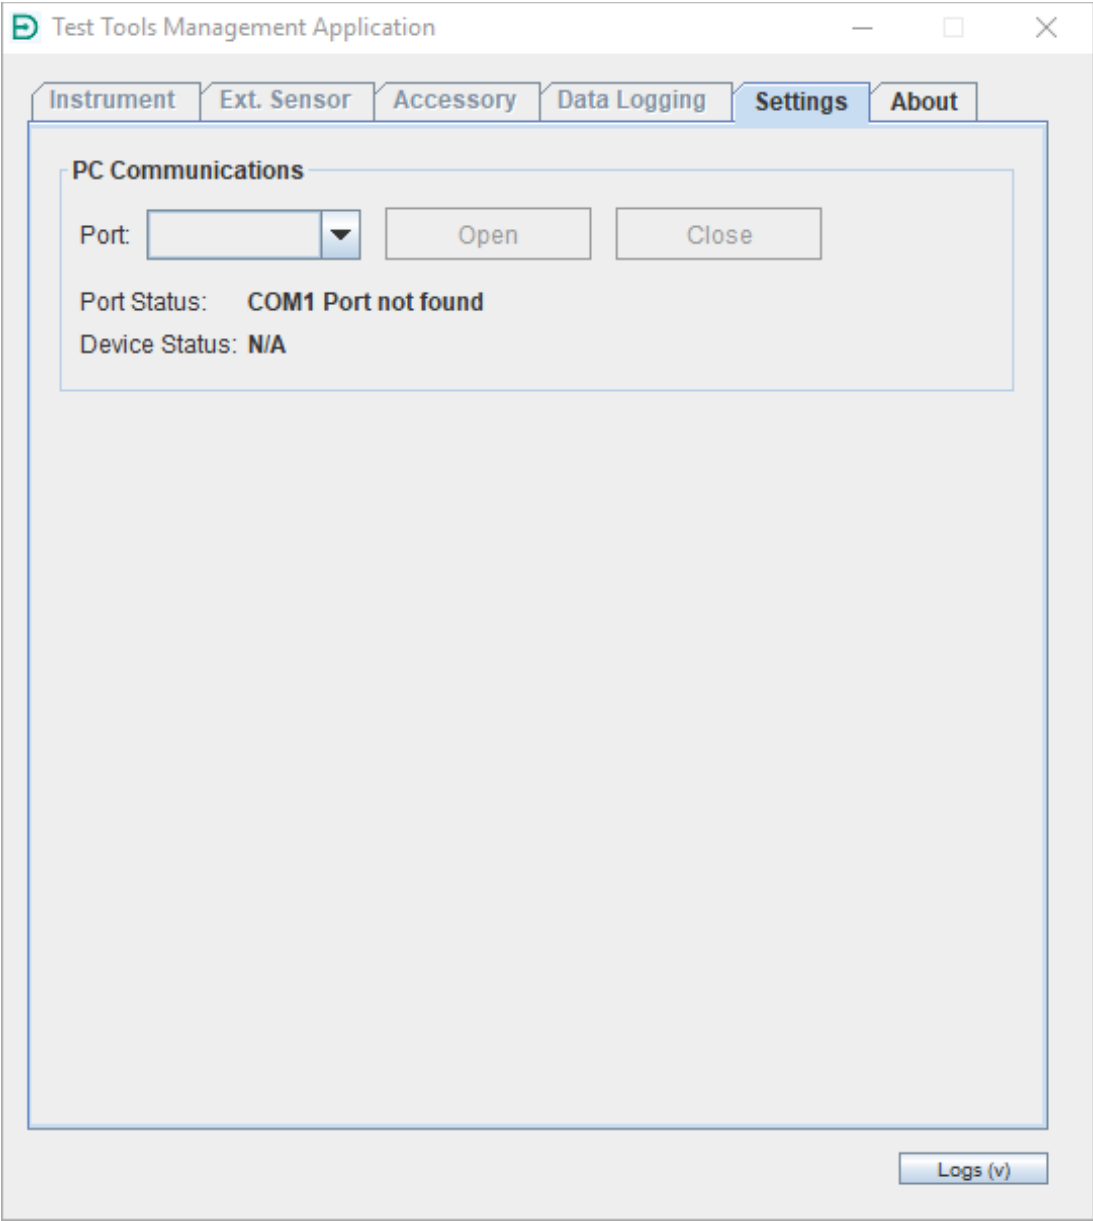 Test Tools Management Application
Instrument Ext. Sensor Accessory Data Logging Settings About
PC Communications
Port: Open Close
Port Status: COM1 Port not found
Device Status: N/A
Logs (v)